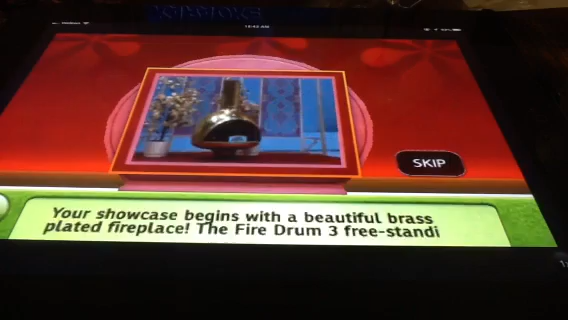 SKIP
Your showcase begins with a beautiful brass
plated fireplace! The Fire Drum 3 free-standi